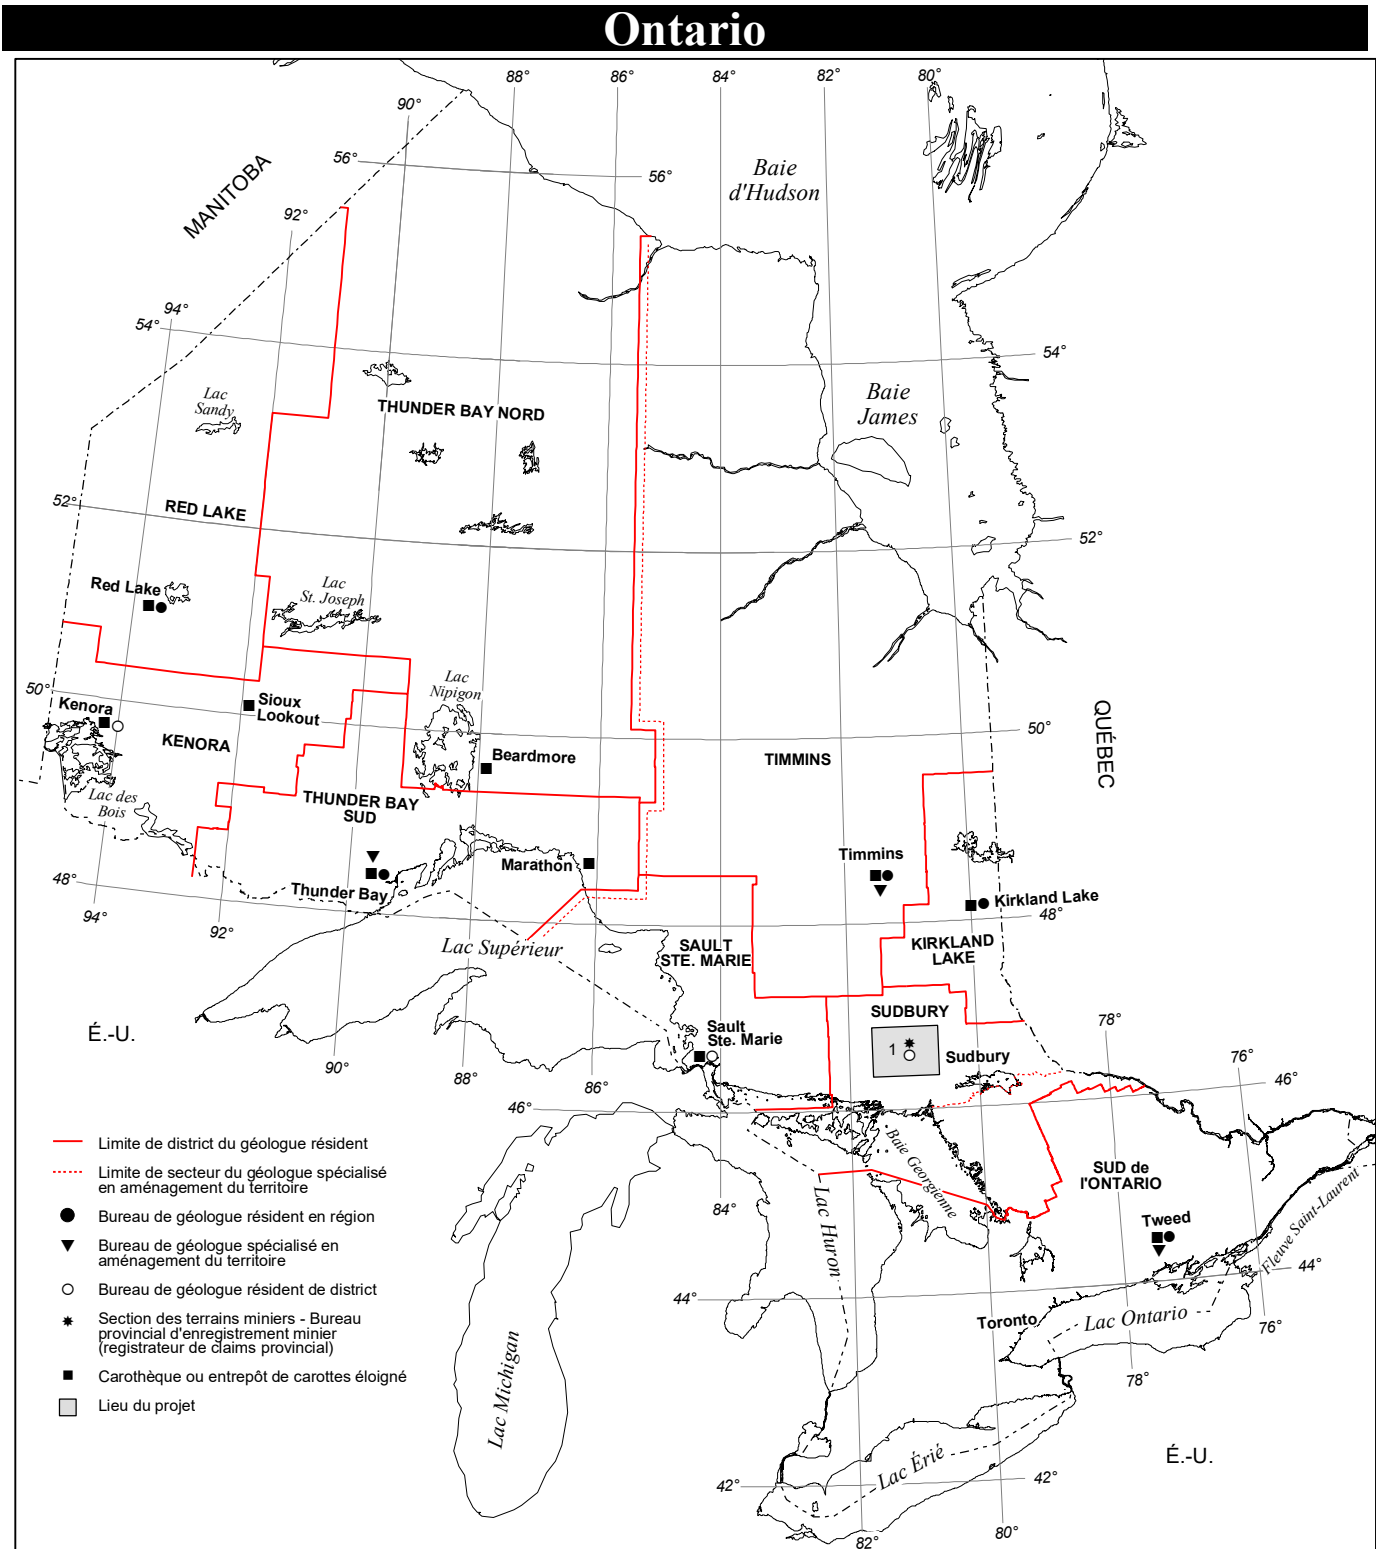 Ontario
88°
86°
84°
82°
80°
90°
56°
56°
Baie
d'Hudson
MANITOBA
92°
94°
54°
54°
Lac
Sandy
THUNDER BAY NORD
Baie
James
52°
RED LAKE
52°
Red Lake
Lac
St. Joseph
50°
Lac
Nipigon
Kenora
Sioux
Lookout
KENORA
50°
QUÉBEC
Beardmore
TIMMINS
Lac des
Bois
THUNDER BAY
SUD
48°
Thunder Bay
Marathon
Timmins
Kirkland Lake
48°
94°
92°
Lac Supérieur
SAULT
STE. MARIE
KIRKLAND
LAKE
É.-U.
SUDBURY
78°
Sault
Ste. Marie
1
Sudbury
76°
90°
88°
86°
46°
46°
Limite de district du géologue résident
Limite de secteur du géologue spécialisé
en aménagement du territoire
Bureau de géologue résident en région
Bureau de géologue spécialisé en
aménagement du territoire
Bureau de géologue résident de district
Section des terrains miniers - Bureau
provincial d'enregistrement minier
(registrateur de claims provincial)
Carothèque ou entrepôt de carottes éloigné
Lieu du projet
Baie Georgienne
SUD de
l'ONTARIO
84°
Lac Huron
Tweed
Fleuve Saint-Laurent
44°
44°
Toronto
Lac Ontario
76°
Lac Michigan
78°
Lac Érié
É.-U.
42°
42°
82°
80°